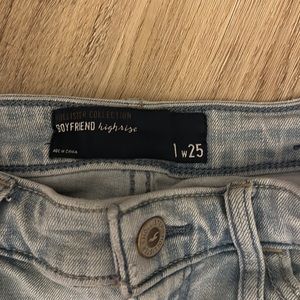 HOLLISTER COLLECTION
BOYFRIEND highrise
MADE IN CHINA
1 W25